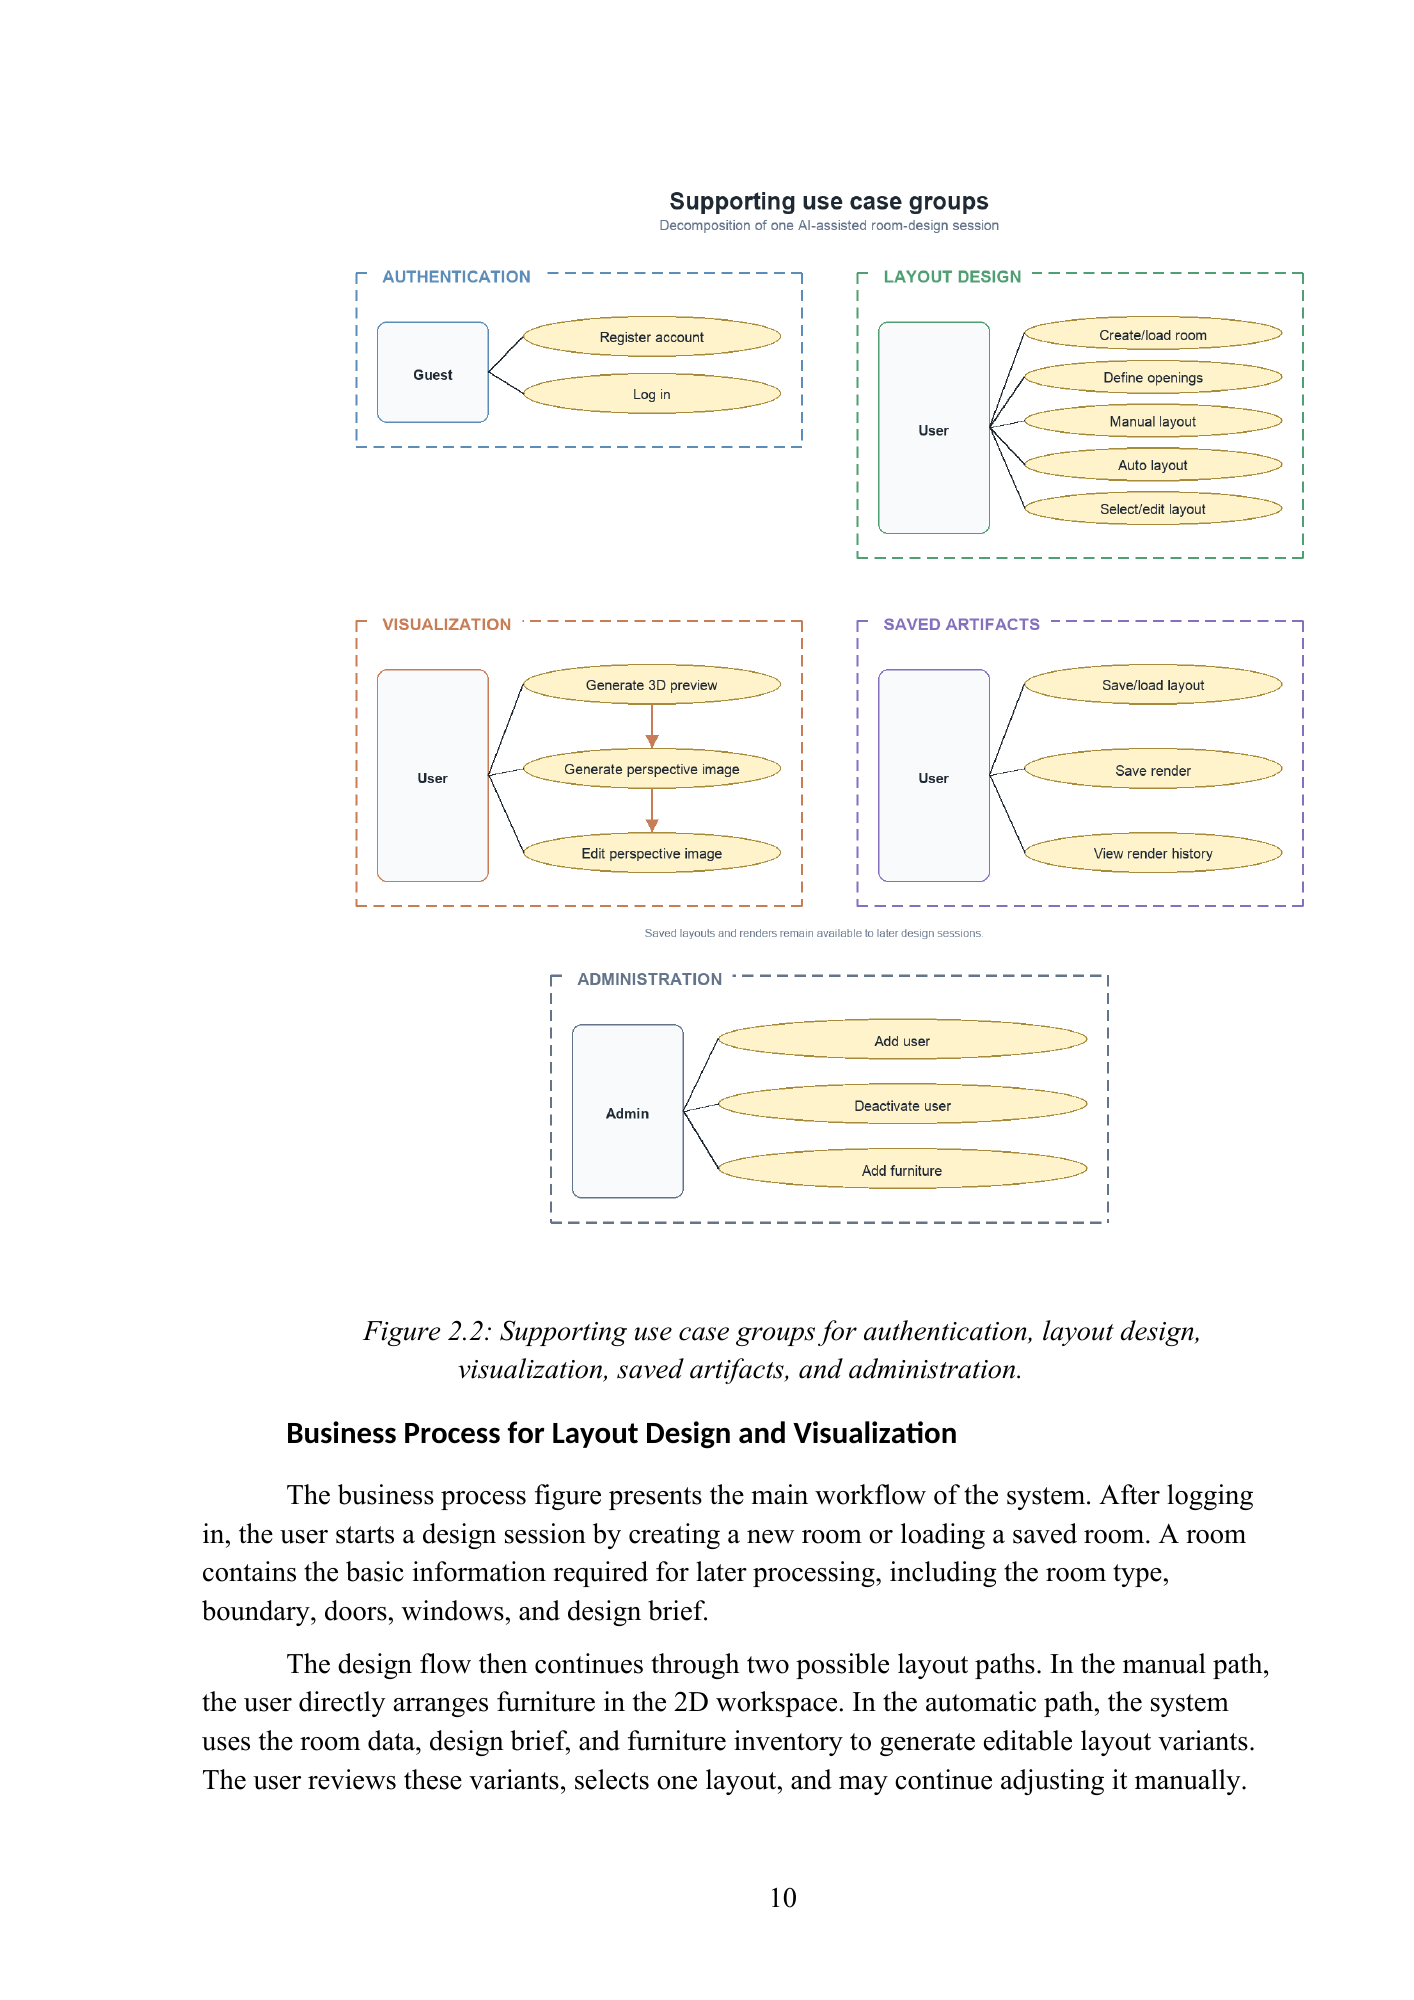 Supporting use case groups
Decomposition of one AI-assisted room-design session
AUTHENTICATION
Guest
Register account
Log in
LAYOUT DESIGN
User
Create/load room
Define openings
Manual layout
Auto layout
Select/edit layout
VISUALIZATION
User
Generate 3D preview
Generate perspective image
Edit perspective image
SAVED ARTIFACTS
User
Save/load layout
Save render
View render history
Saved layouts and renders remain available to later design sessions.
ADMINISTRATION
Admin
Add user
Deactivate user
Add furniture
Figure 2.2: Supporting use case groups for authentication, layout design,
visualization, saved artifacts, and administration.
Business Process for Layout Design and Visualization
The business process figure presents the main workflow of the system. After logging
in, the user starts a design session by creating a new room or loading a saved room. A room
contains the basic information required for later processing, including the room type,
boundary, doors, windows, and design brief.
The design flow then continues through two possible layout paths. In the manual path,
the user directly arranges furniture in the 2D workspace. In the automatic path, the system
uses the room data, design brief, and furniture inventory to generate editable layout variants.
The user reviews these variants, selects one layout, and may continue adjusting it manually.
10